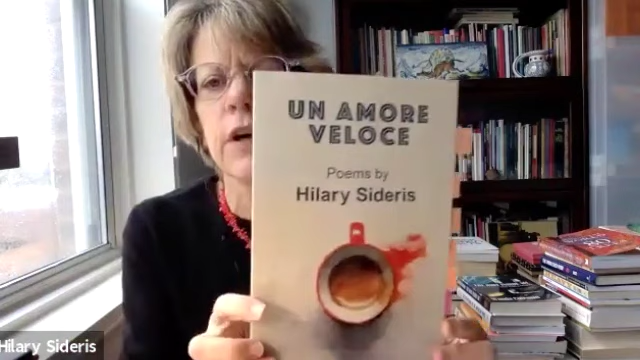 UN AMORE
VELOCE
Poems by
Hilary Sideris
Hilary Sideris